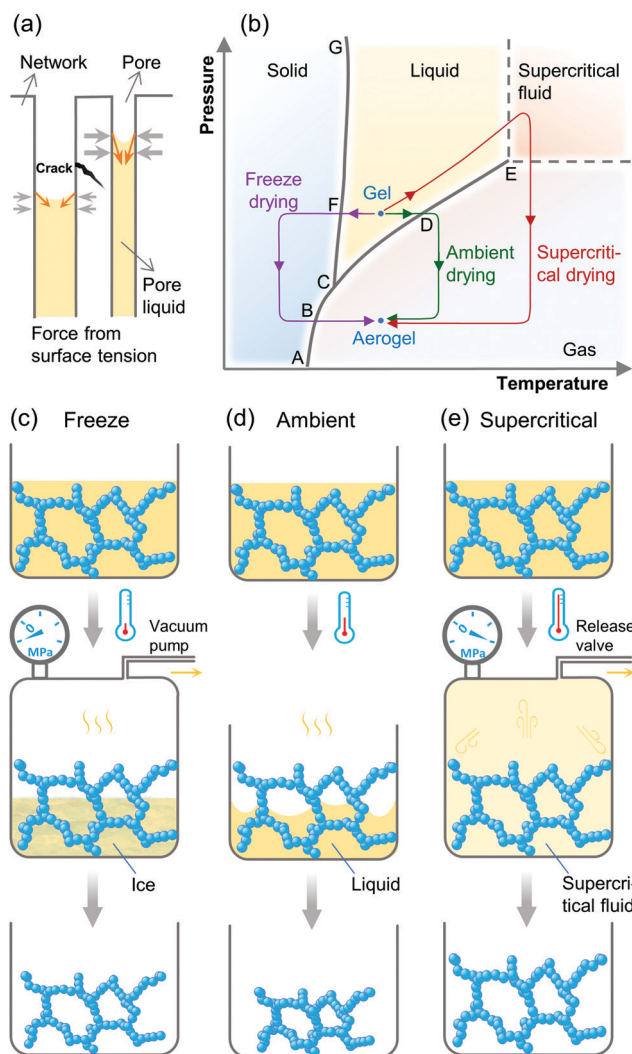 (a)
Network
Pore
Crack
Pore
liquid
Force from
surface tension
(b)
Pressure
Temperature
G
Solid
Liquid
Supercritical
fluid
E
Freeze
drying
F
Gel
D
Ambient
drying
Supercriti-
cal drying
C
B
Aerogel
A
Gas
(c)
Freeze
(d)
Ambient
(e)
Supercritical
0
MPa
Vacuum
pump
0
MPa
Release
valve
Ice
Liquid
Supercri-
tical fluid